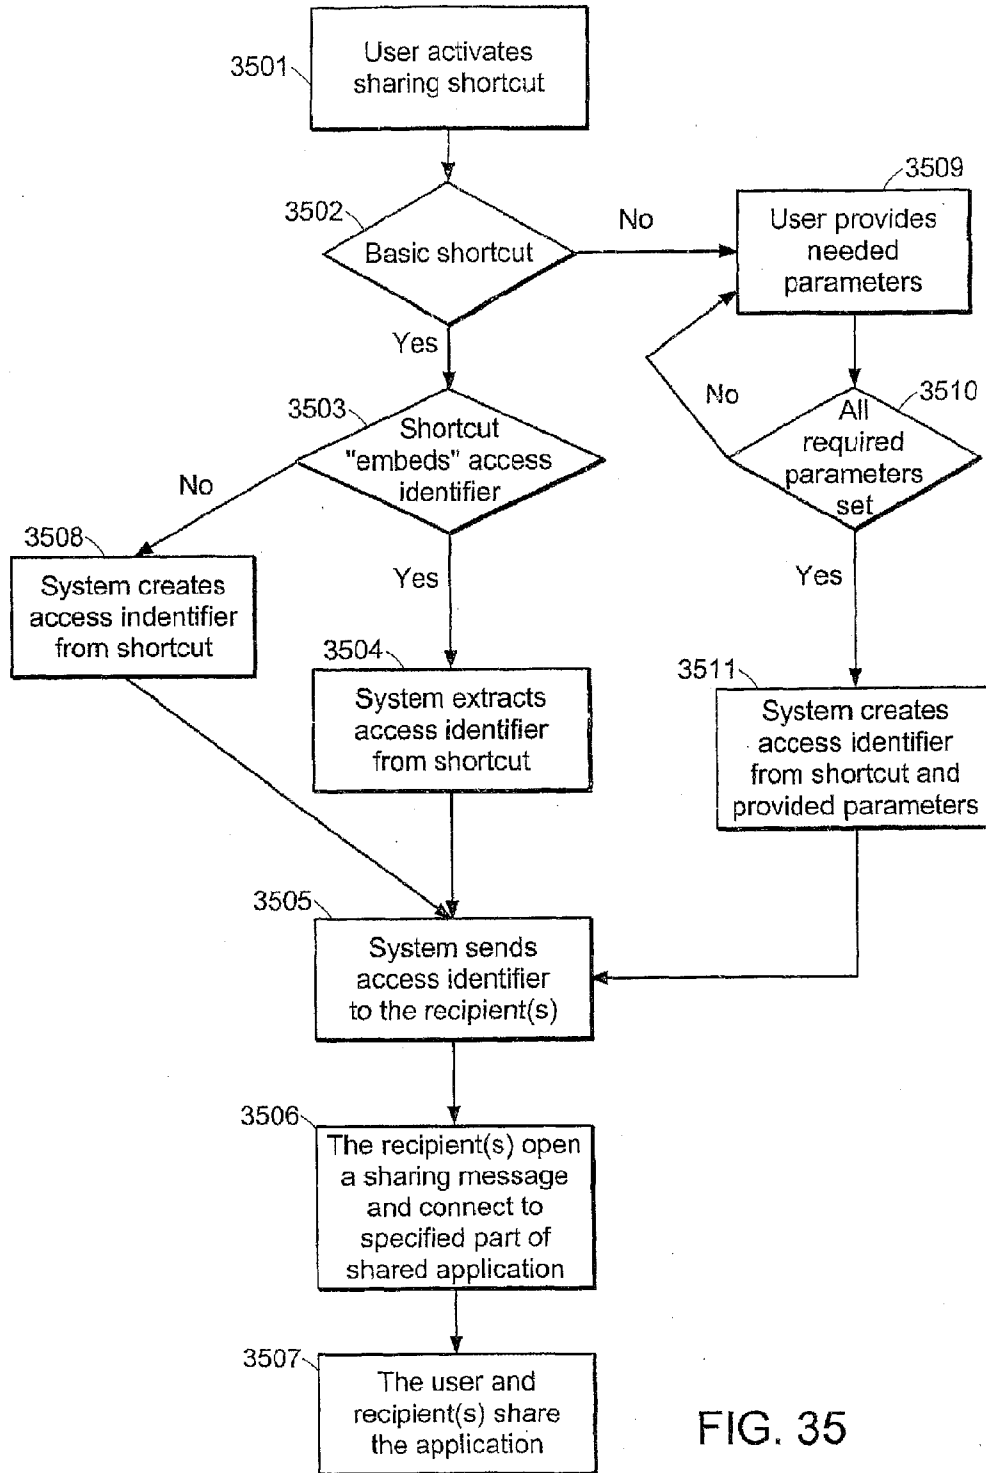 3501
User activates
sharing shortcut
3502
Basic shortcut
No
3509
User provides
needed
parameters
Yes
3503
Shortcut
"embeds" access
identifier
No
3510
All
required
parameters
set
No
3508
System creates
access indentifier
from shortcut
Yes
3504
System extracts
access identifier
from shortcut
Yes
3511
System creates
access identifier
from shortcut and
provided parameters
3505
System sends
access identifier
to the recipient(s)
3506
The recipient(s) open
a sharing message
and connect to
specified part of
shared application
3507
The user and
recipient(s) share
the application
FIG. 35